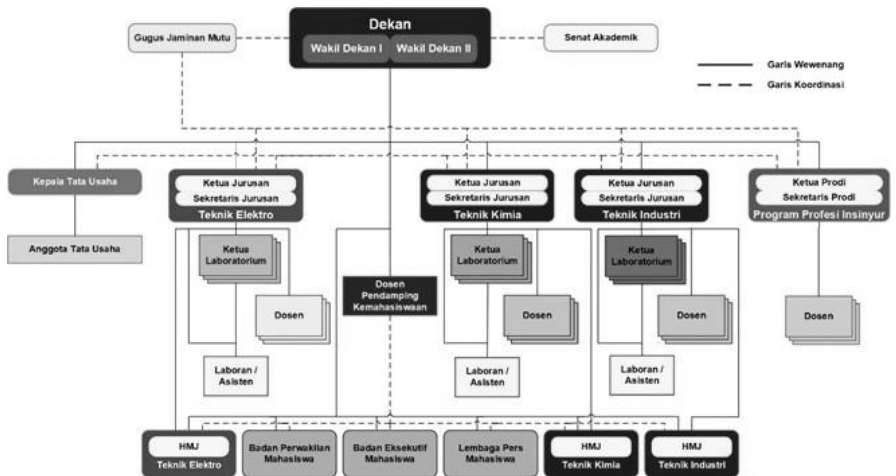 Dekan
Wakil Dekan I
Wakil Dekan II
Gugus Jaminan Mutu
Senat Akademik
Garis Wewenang
Garis Koordinasi
Kepala Tata Usaha
Ketua Jurusan
Sekretaris Jurusan
Teknik Elektro
Ketua Jurusan
Sekretaris Jurusan
Teknik Kimia
Ketua Jurusan
Sekretaris Jurusan
Teknik Industri
Ketua Prodi
Sekretaris Prodi
Program Profesi Insinyur
Anggota Tata Usaha
Ketua
Laboratorium
Dosen
Pendamping
Kemahasiswaan
Ketua
Laboratorium
Ketua
Laboratorium
Dosen
Dosen
Dosen
Dosen
Laboran /
Asisten
Laboran /
Asisten
Laboran /
Asisten
HMJ
Teknik Elektro
Badan Perwakilan
Mahasiswa
Badan Eksekutif
Mahasiswa
Lembaga Pers
Mahasiswa
HMJ
Teknik Kimia
HMJ
Teknik Industri